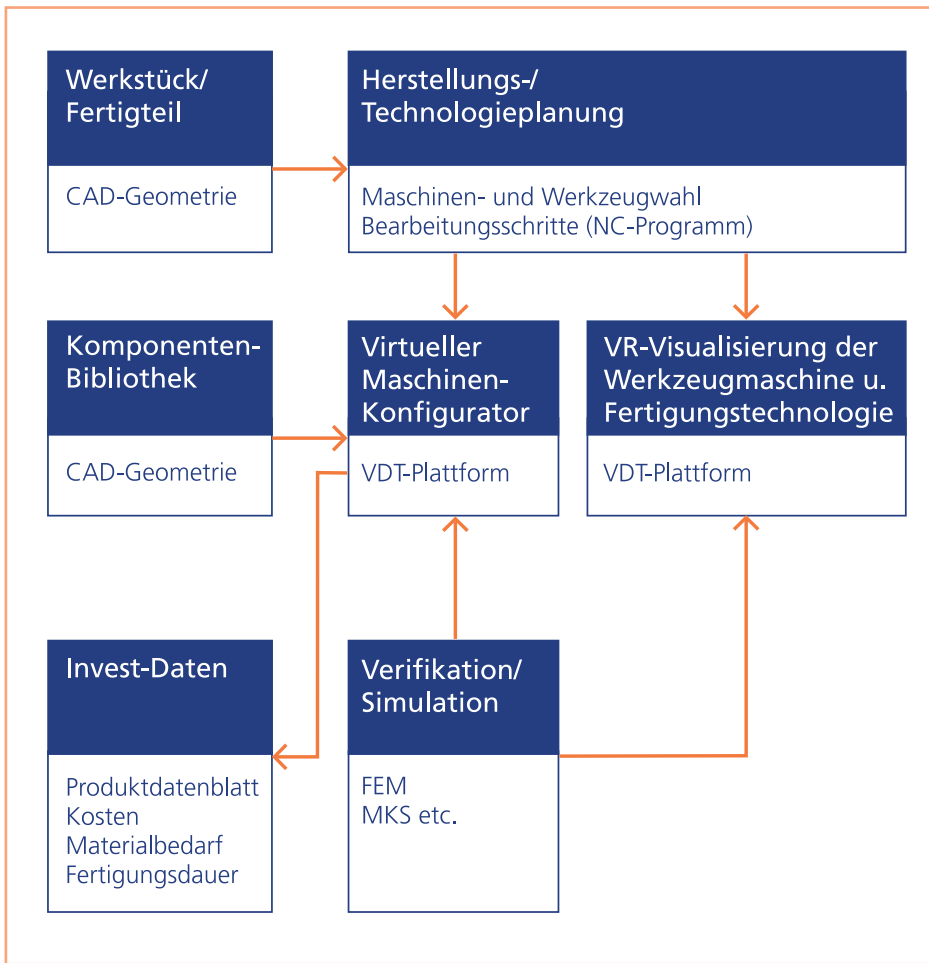 Werkstück/
Fertigteil
CAD-Geometrie
Herstellungs-/
Technologieplanung
Maschinen- und Werkzeugwahl
Bearbeitungsschritte (NC-Programm)
Komponenten-
Bibliothek
CAD-Geometrie
Virtueller
Maschinen-
Konfigurator
VDT-Plattform
VR-Visualisierung der
Werkzeugmaschine u.
Fertigungstechnologie
VDT-Plattform
Invest-Daten
Produktdatenblatt
Kosten
Materialbedarf
Fertigungsdauer
Verifikation/
Simulation
FEM
MKS etc.